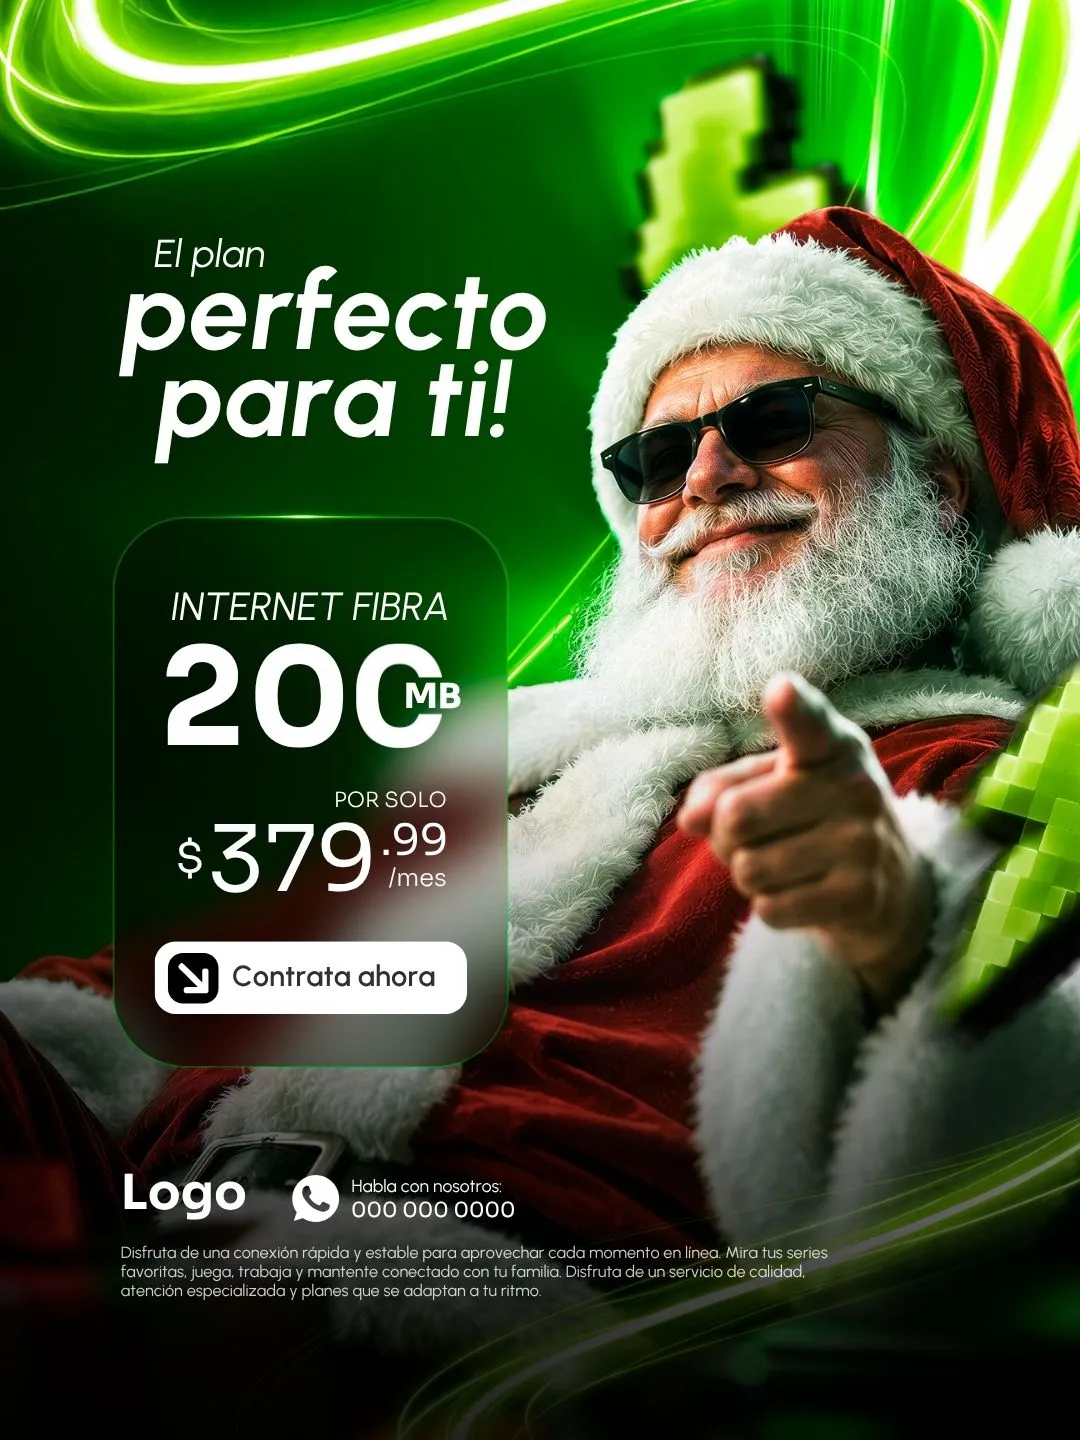 El plan
perfecto
para ti!
INTERNET FIBRA
200
MB
POR SOLO
$379.99
/mes
Contrata ahora
Logo
Habla con nosotros:
000 000 0000
Disfruta de una conexión rápida y estable para aprovechar cada momento en línea. Mira tus series
favoritas, juega, trabaja y mantente conectado con tu familia. Disfruta de un servicio de calidad,
atención especializada y planes que se adaptan a tu ritmo.